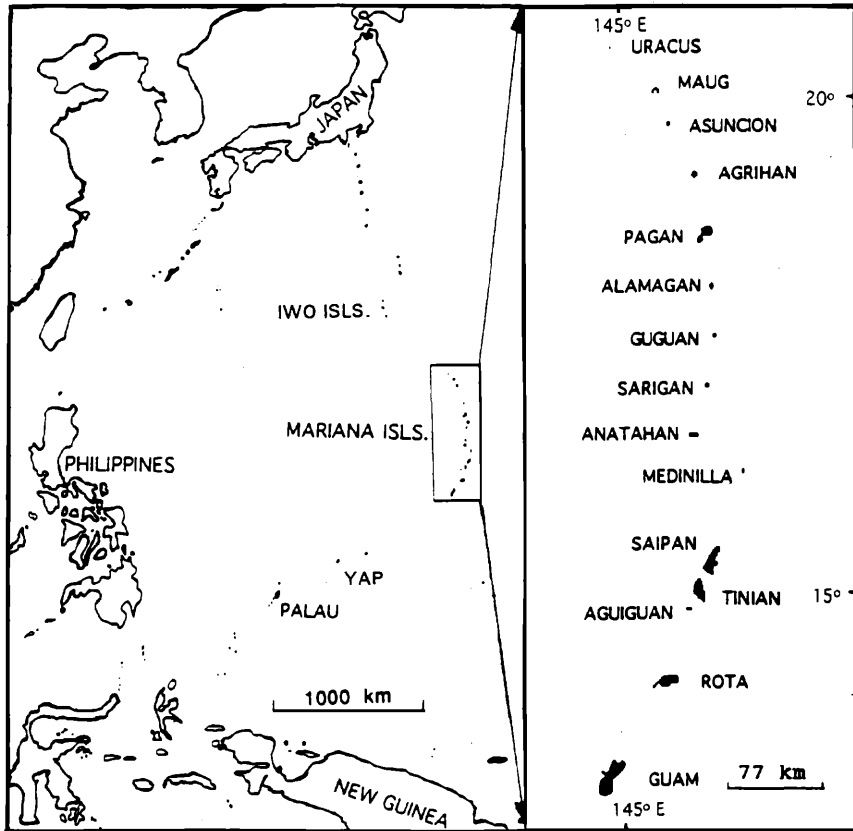 JAPAN
IWO ISLS.
MARIANA ISLS.
PHILIPPINES
YAP
PALAU
1000 km
NEW GUINEA
145° E
URACUS
MAUG
20°
ASUNCION
AGRIHAN
PAGAN
ALAMAGAN
GUGUAN
SARIGAN
ANATAHAN
MEDINILLA
SAIPAN
TINIAN
15°
AGUIGUAN
ROTA
GUAM
77 km
145° E